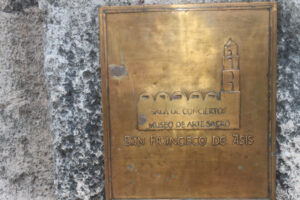 SALA DE CONCIERTOS
MUSEO DE ARTE SACRO
SAN FRANCISCO DE ASIS